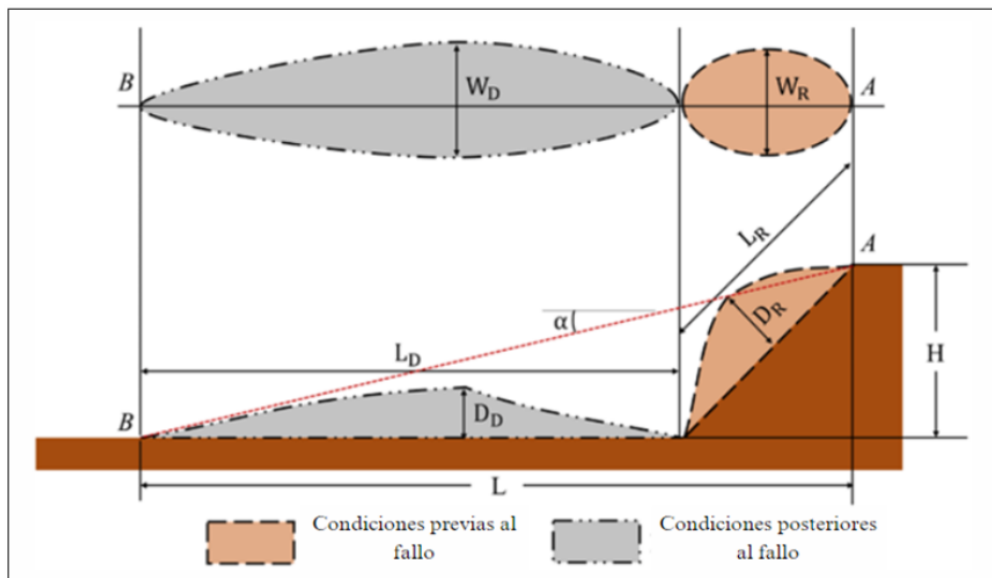 B
W_D
W_R
A
L_R
A
α
D_R
L_D
H
B
D_D
L
Condiciones previas al
fallo
Condiciones posteriores
al fallo